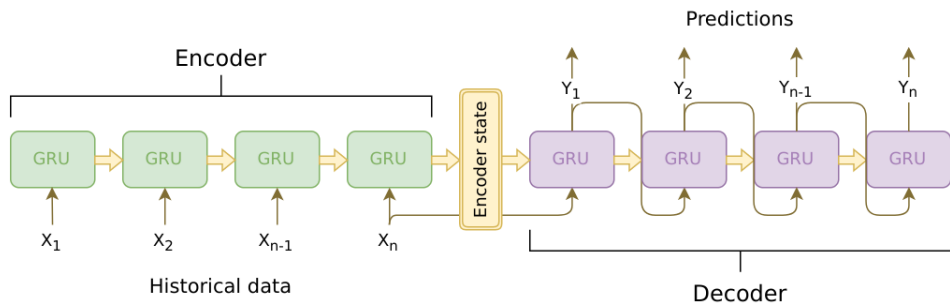 Predictions
Encoder
Y1 Y2 Yn-1 Yn
GRU GRU GRU GRU Encoder state GRU GRU GRU GRU
X1 X2 Xn-1 Xn
Historical data
Decoder